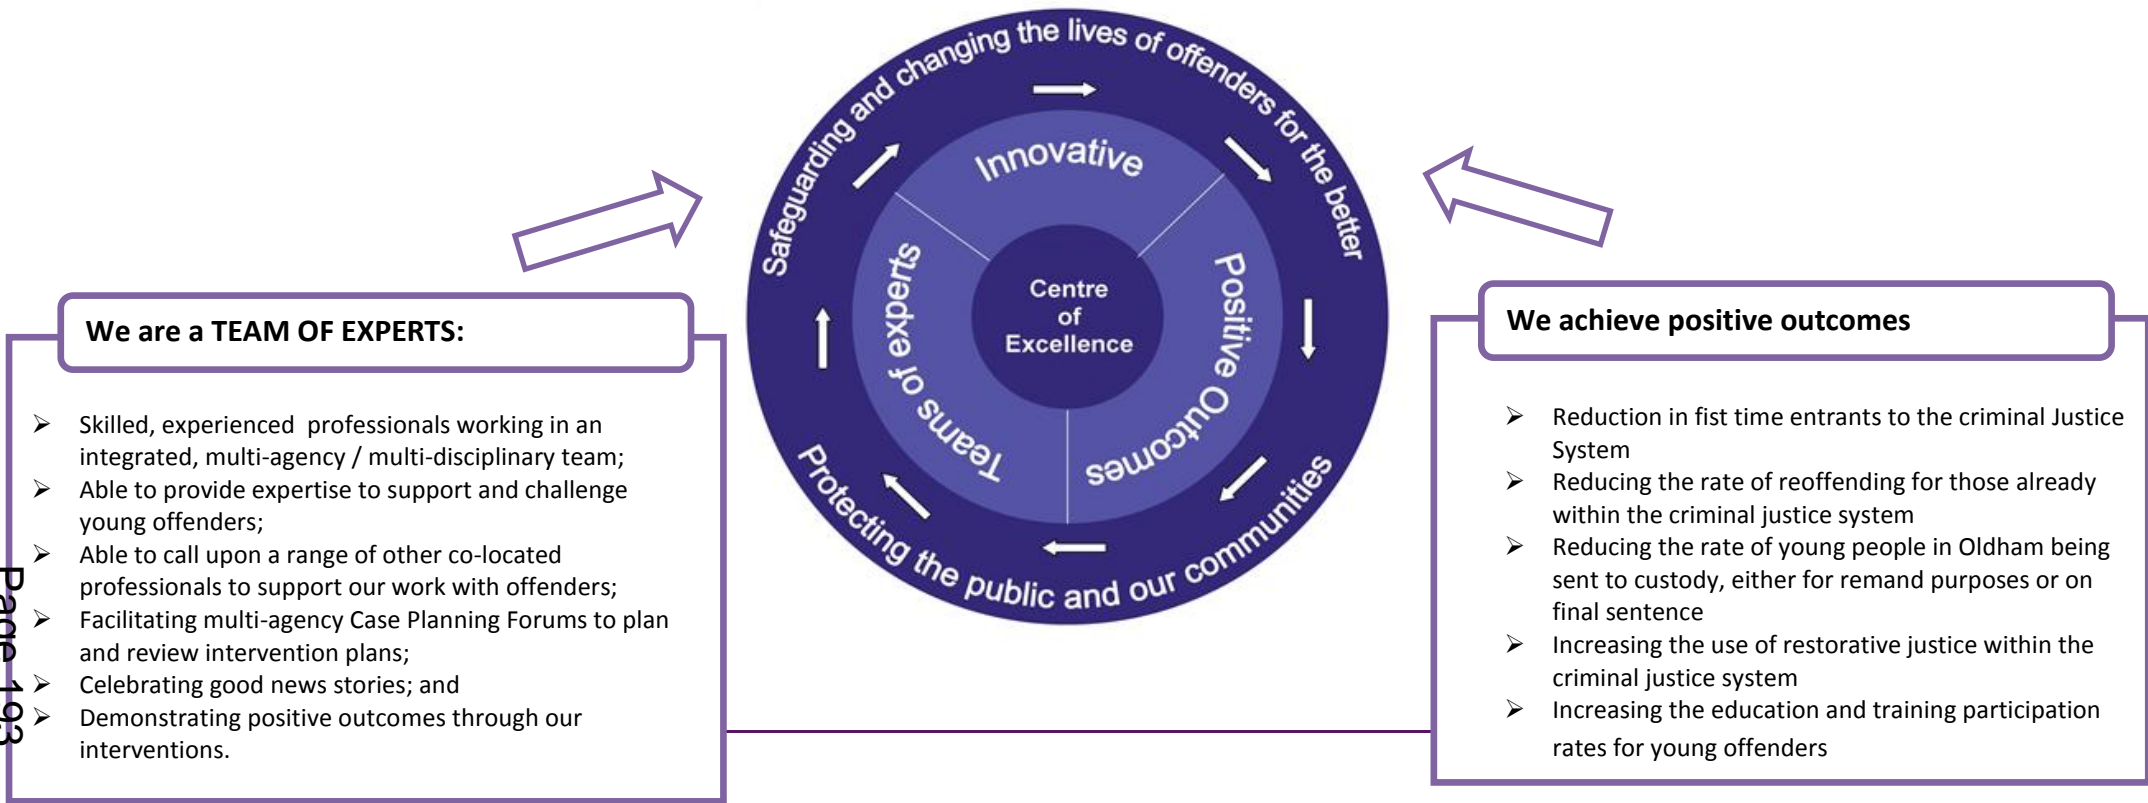 Safeguarding and changing the lives of offenders for the better
Innovative
Positive Outcomes
Teams of experts
Centre
of
Excellence
Protecting the public and our communities
We are a TEAM OF EXPERTS:
➢ Skilled, experienced professionals working in an
integrated, multi-agency / multi-disciplinary team;
➢ Able to provide expertise to support and challenge
young offenders;
➢ Able to call upon a range of other co-located
professionals to support our work with offenders;
➢ Facilitating multi-agency Case Planning Forums to plan
and review intervention plans;
➢ Celebrating good news stories; and
➢ Demonstrating positive outcomes through our
interventions.
We achieve positive outcomes
➢ Reduction in fist time entrants to the criminal Justice
System
➢ Reducing the rate of reoffending for those already
within the criminal justice system
➢ Reducing the rate of young people in Oldham being
sent to custody, either for remand purposes or on
final sentence
➢ Increasing the use of restorative justice within the
criminal justice system
➢ Increasing the education and training participation
rates for young offenders
Page 193